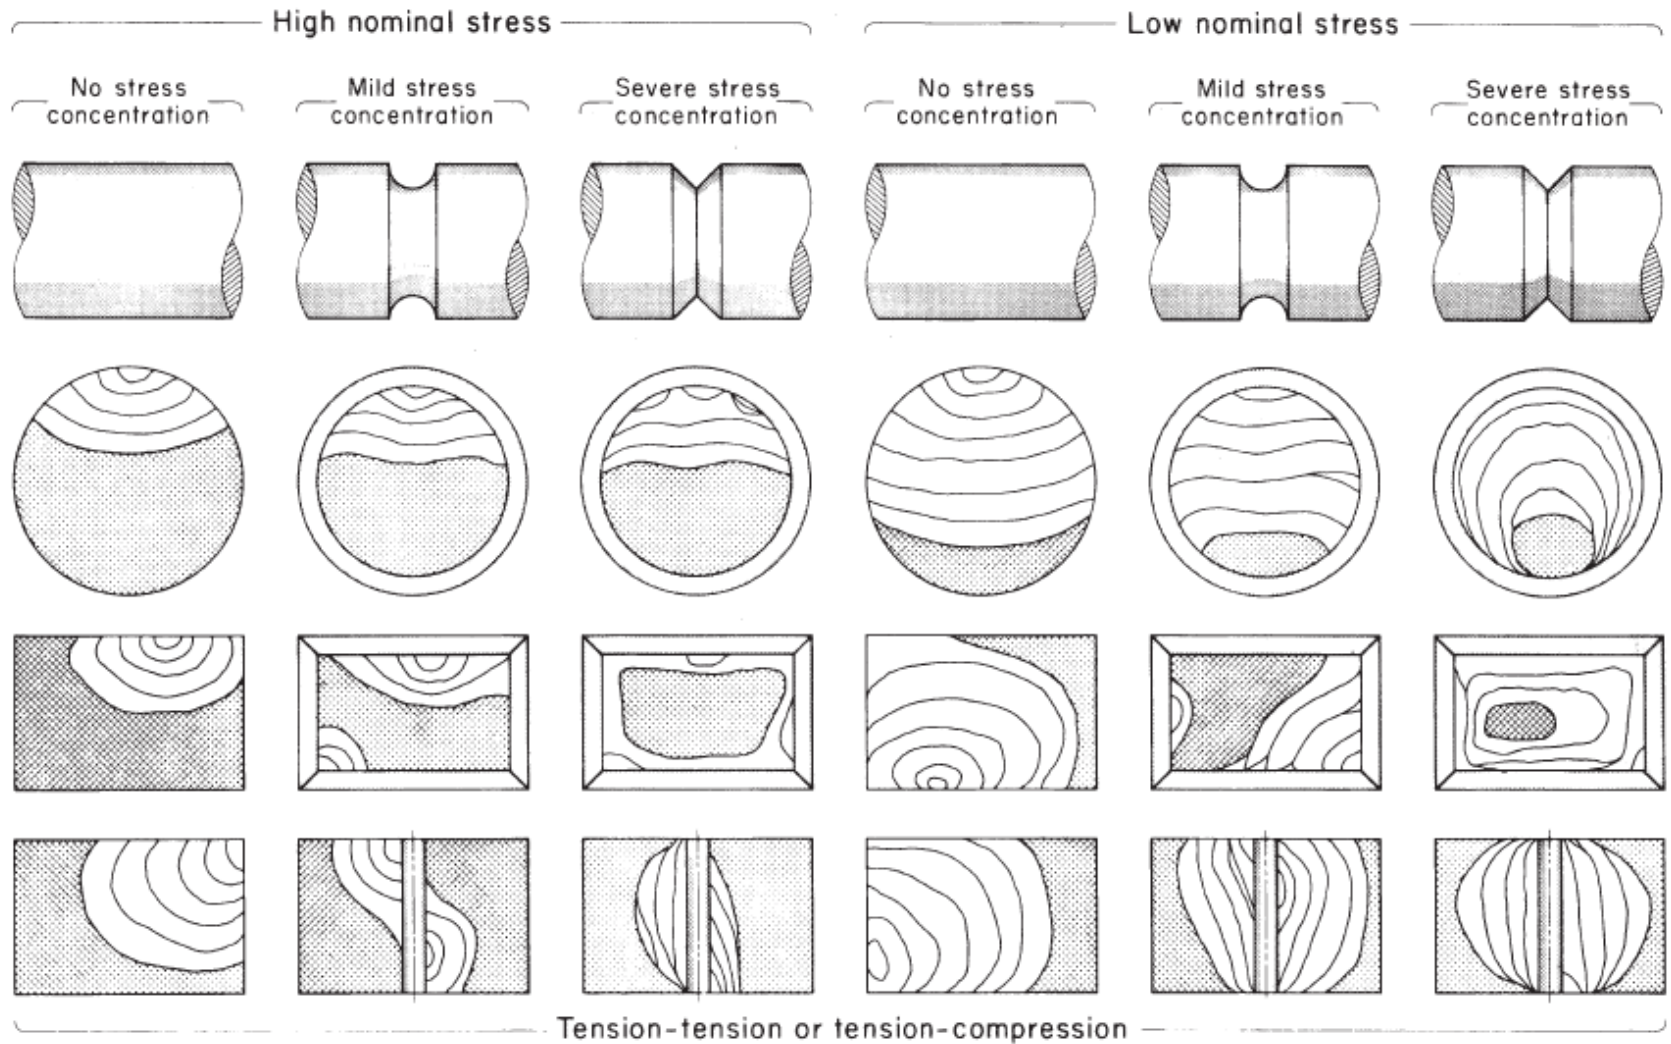 High nominal stress
Low nominal stress
No stress
concentration
Mild stress
concentration
Severe stress
concentration
No stress
concentration
Mild stress
concentration
Severe stress
concentration
Tension-tension or tension-compression